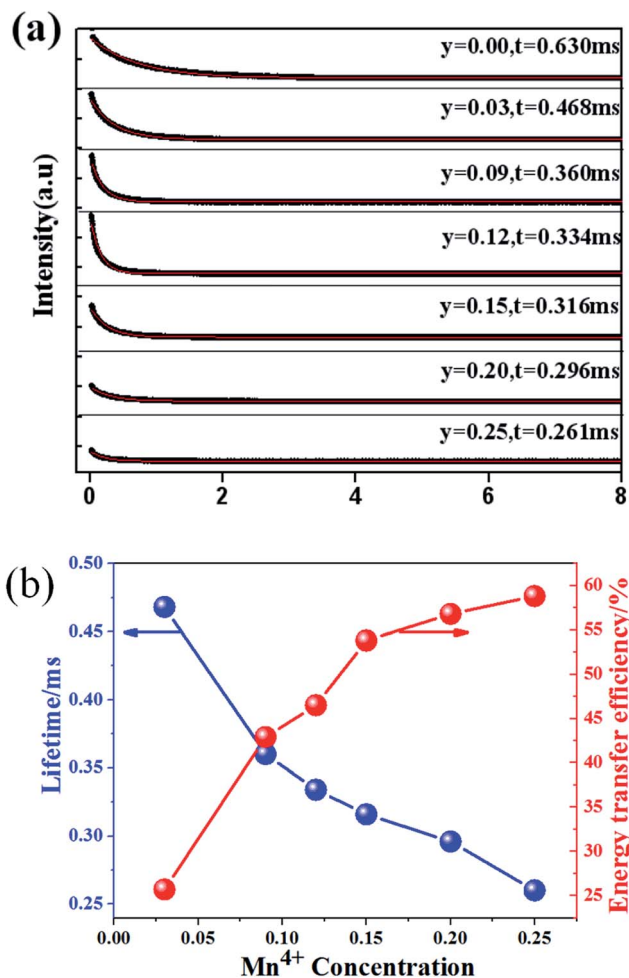 (a)
y=0.00,t=0.630ms
y=0.03,t=0.468ms
y=0.09,t=0.360ms
y=0.12,t=0.334ms
y=0.15,t=0.316ms
y=0.20,t=0.296ms
y=0.25,t=0.261ms
Intensity(a.u)
0 2 4 6 8
(b)
0.50
0.45
0.40
0.35
0.30
0.25
Lifetime/ms
60
55
50
45
40
35
30
25
Energy transfer efficiency/%
0.00 0.05 0.10 0.15 0.20 0.25
Mn⁴⁺ Concentration